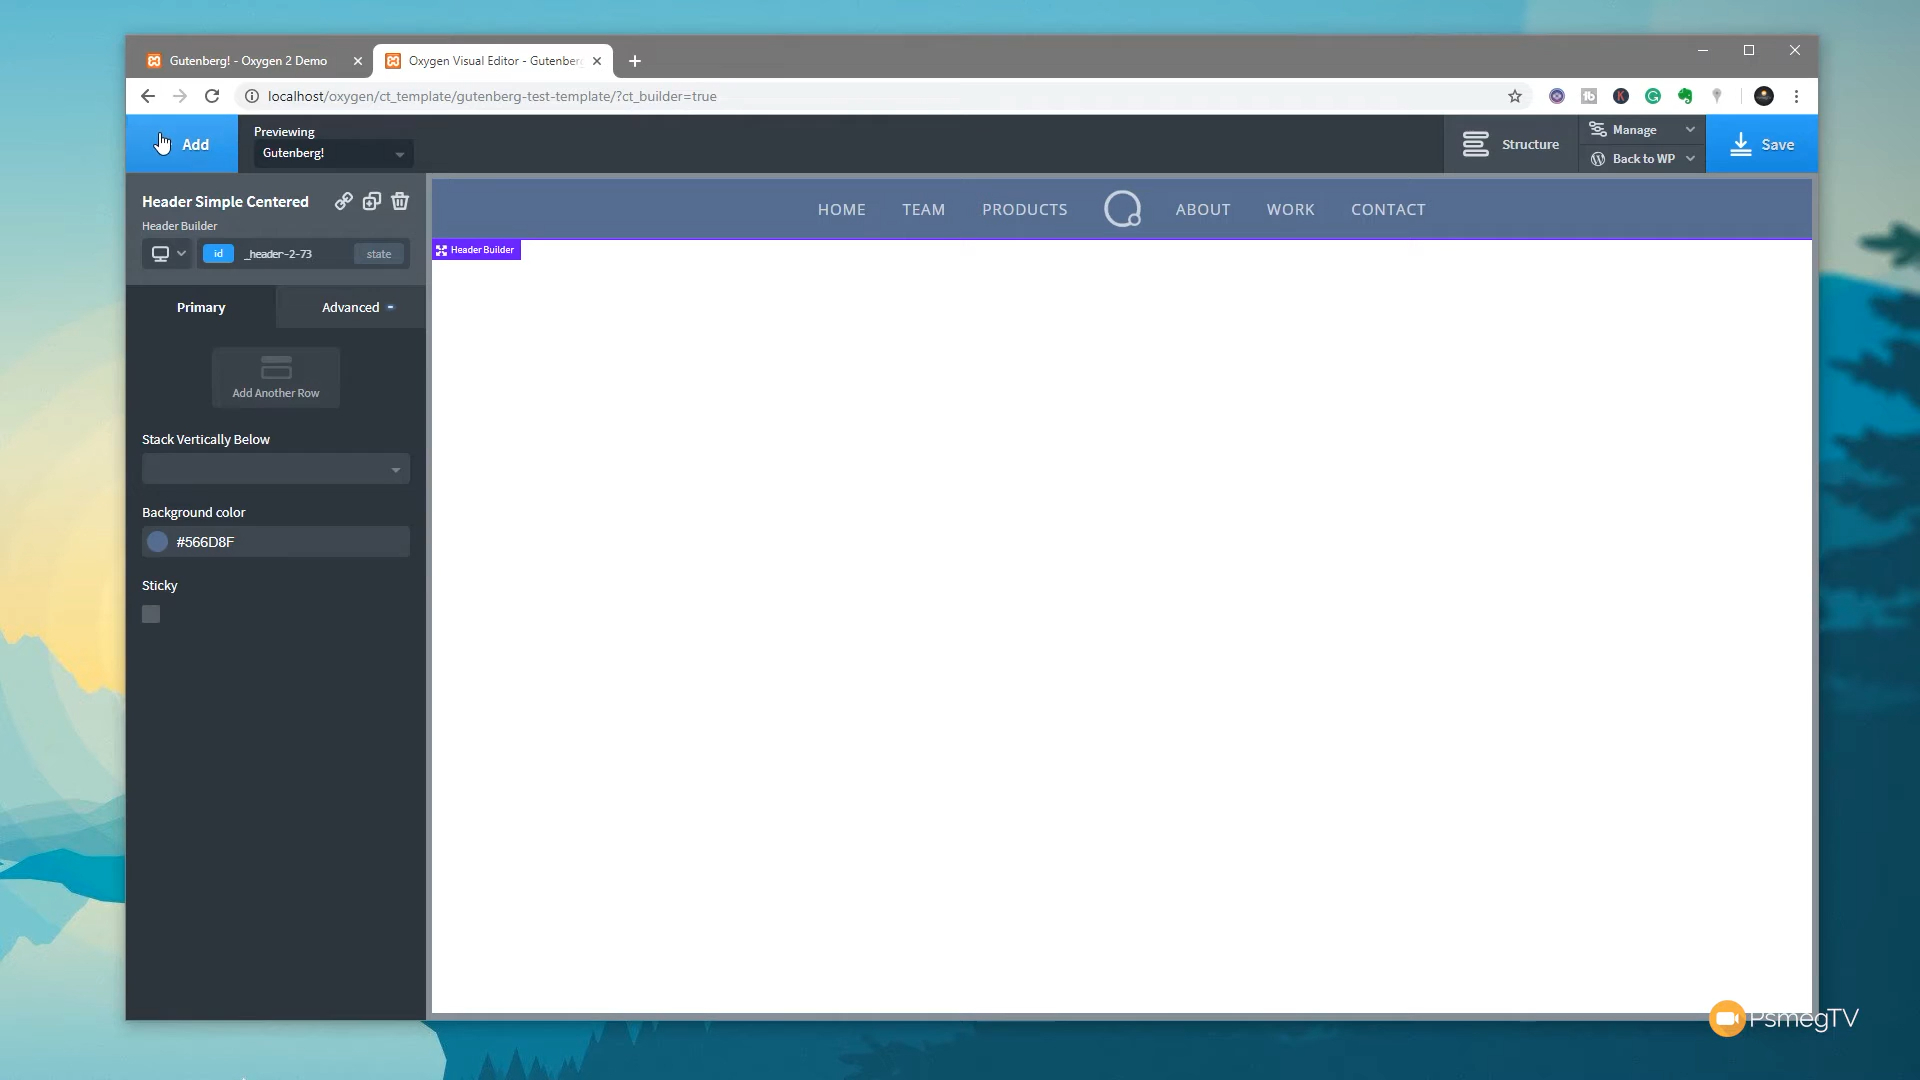 Gutenberg! - Oxygen 2 Demo
Oxygen Visual Editor - Gutenber
localhost/oxygen/ct_template/gutenberg-test-template/?ct_builder=true
Add
Previewing
Gutenberg!
Structure
Manage
Back to WP
Save
Header Simple Centered
Header Builder
id _header-2-73 state
Primary
Advanced
Add Another Row
Stack Vertically Below
Background color
#566D8F
Sticky
HOME TEAM PRODUCTS ABOUT WORK CONTACT
Header Builder
PsmegTV